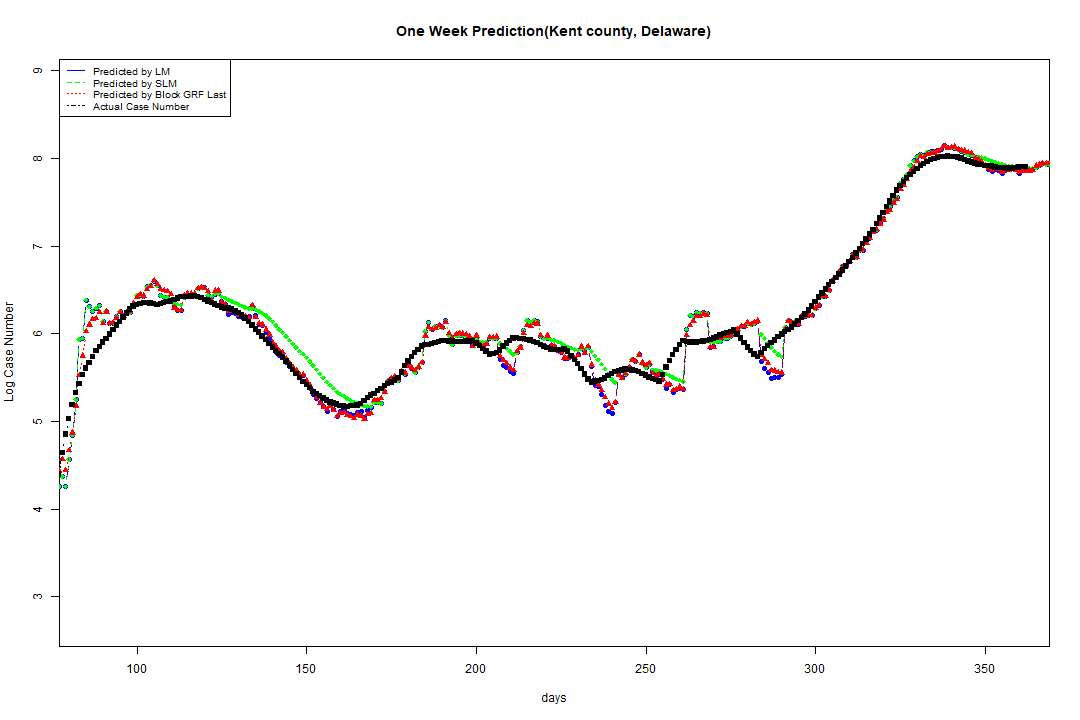 One Week Prediction(Kent county, Delaware)
Predicted by LM
Predicted by SLM
Predicted by Block GRF Last
Actual Case Number
9
8
7
6
5
4
3
Log Case Number
100 150 200 250 300 350
days